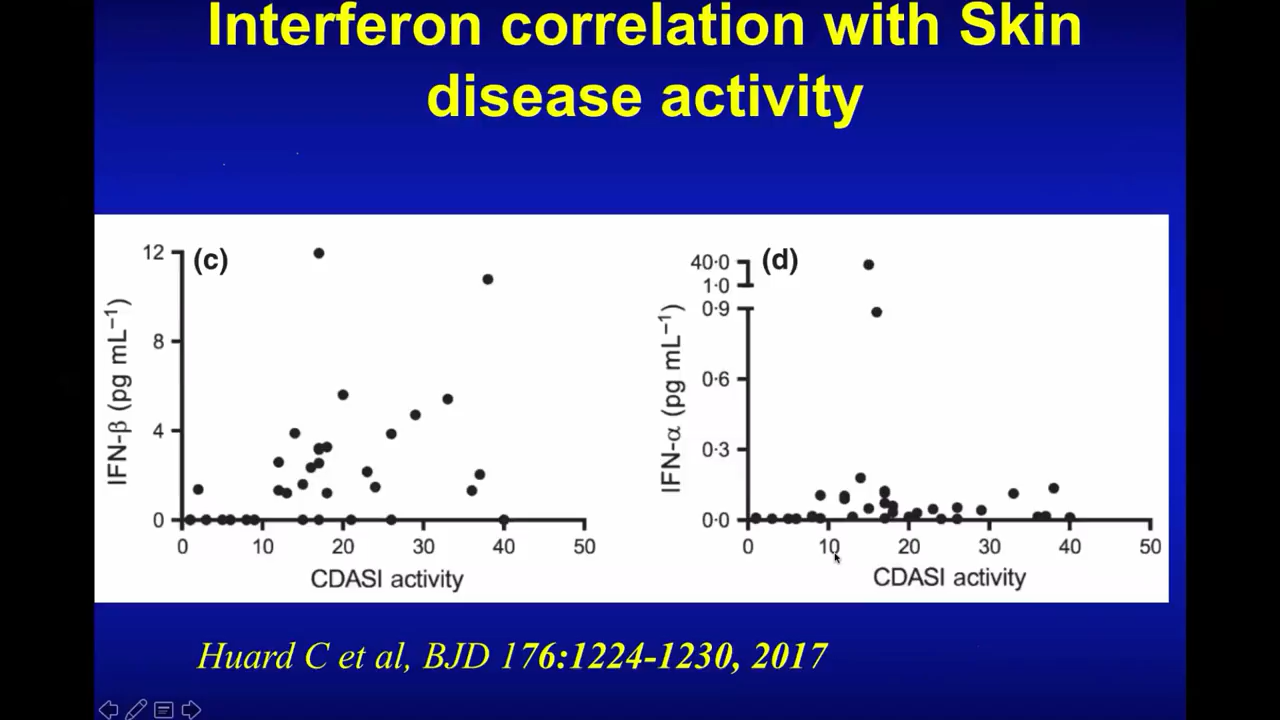 Interferon correlation with Skin
disease activity
(c)
12
8
4
0
IFN-β (pg mL⁻¹)
0 10 20 30 40 50
CDASI activity
(d)
40·0
1·0
0·9
0·6
0·3
0·0
IFN-α (pg mL⁻¹)
0 10 20 30 40 50
CDASI activity
Huard C et al, BJD 176:1224-1230, 2017